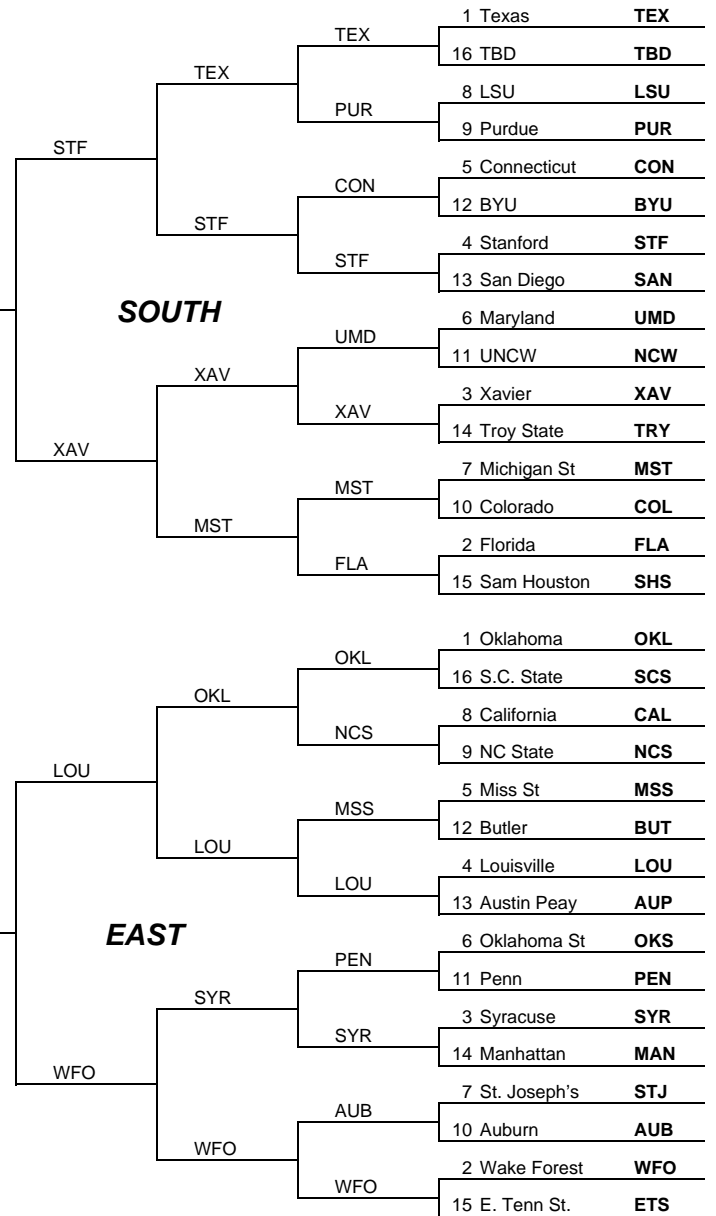 1 Texas TEX
TEX
16 TBD TBD
TEX
8 LSU LSU
PUR
9 Purdue PUR
STF
5 Connecticut CON
CON
12 BYU BYU
STF
4 Stanford STF
STF
13 San Diego SAN
SOUTH
6 Maryland UMD
UMD
11 UNCW NCW
XAV
3 Xavier XAV
XAV
14 Troy State TRY
XAV
7 Michigan St MST
MST
10 Colorado COL
MST
2 Florida FLA
FLA
15 Sam Houston SHS
1 Oklahoma OKL
OKL
16 S.C. State SCS
OKL
8 California CAL
NCS
9 NC State NCS
LOU
5 Miss St MSS
MSS
12 Butler BUT
LOU
4 Louisville LOU
LOU
13 Austin Peay AUP
EAST
6 Oklahoma St OKS
PEN
11 Penn PEN
SYR
3 Syracuse SYR
SYR
14 Manhattan MAN
WFO
7 St. Joseph's STJ
AUB
10 Auburn AUB
WFO
2 Wake Forest WFO
WFO
15 E. Tenn St. ETS